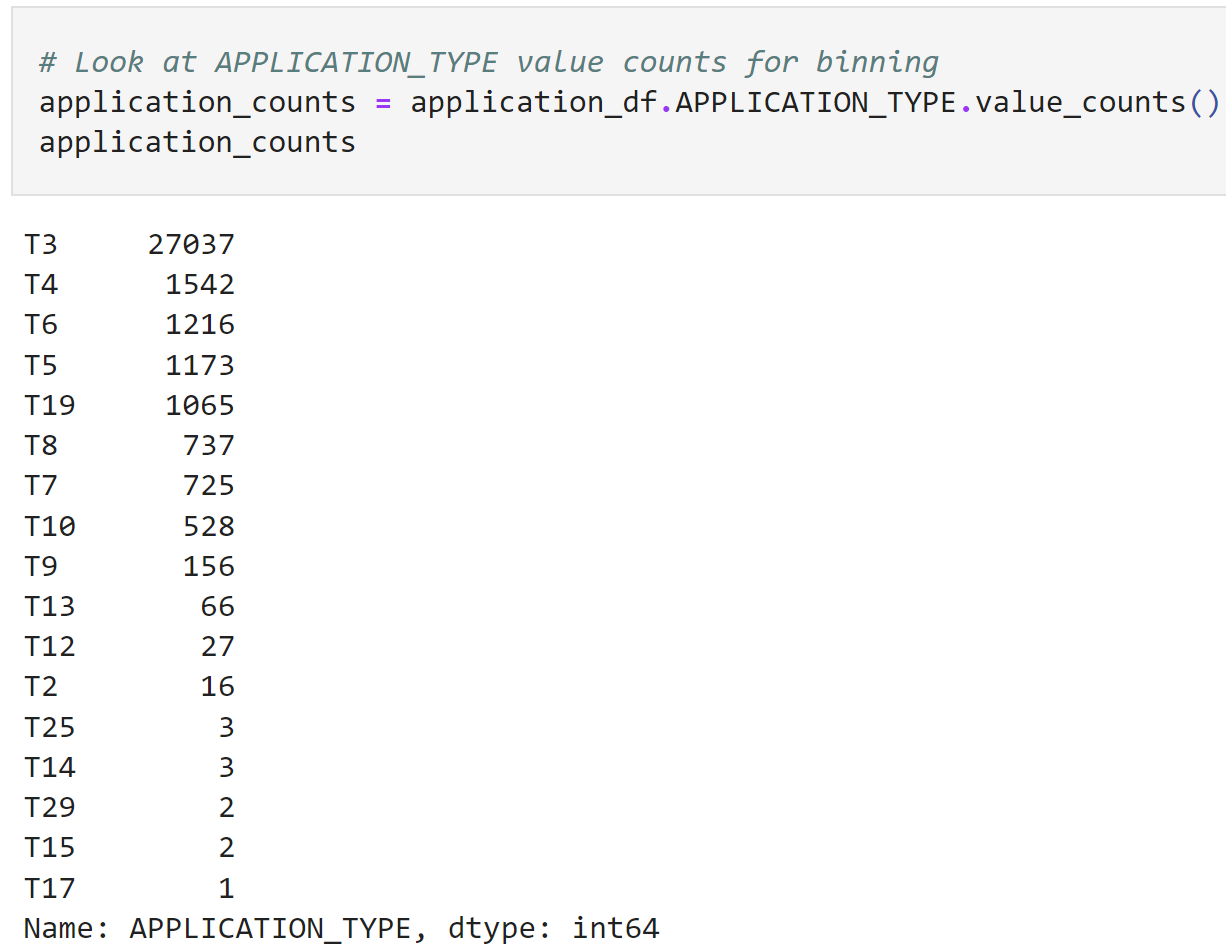 # Look at APPLICATION_TYPE value counts for binning
application_counts = application_df.APPLICATION_TYPE.value_counts()
application_counts
T3 27037
T4 1542
T6 1216
T5 1173
T19 1065
T8 737
T7 725
T10 528
T9 156
T13 66
T12 27
T2 16
T25 3
T14 3
T29 2
T15 2
T17 1
Name: APPLICATION_TYPE, dtype: int64